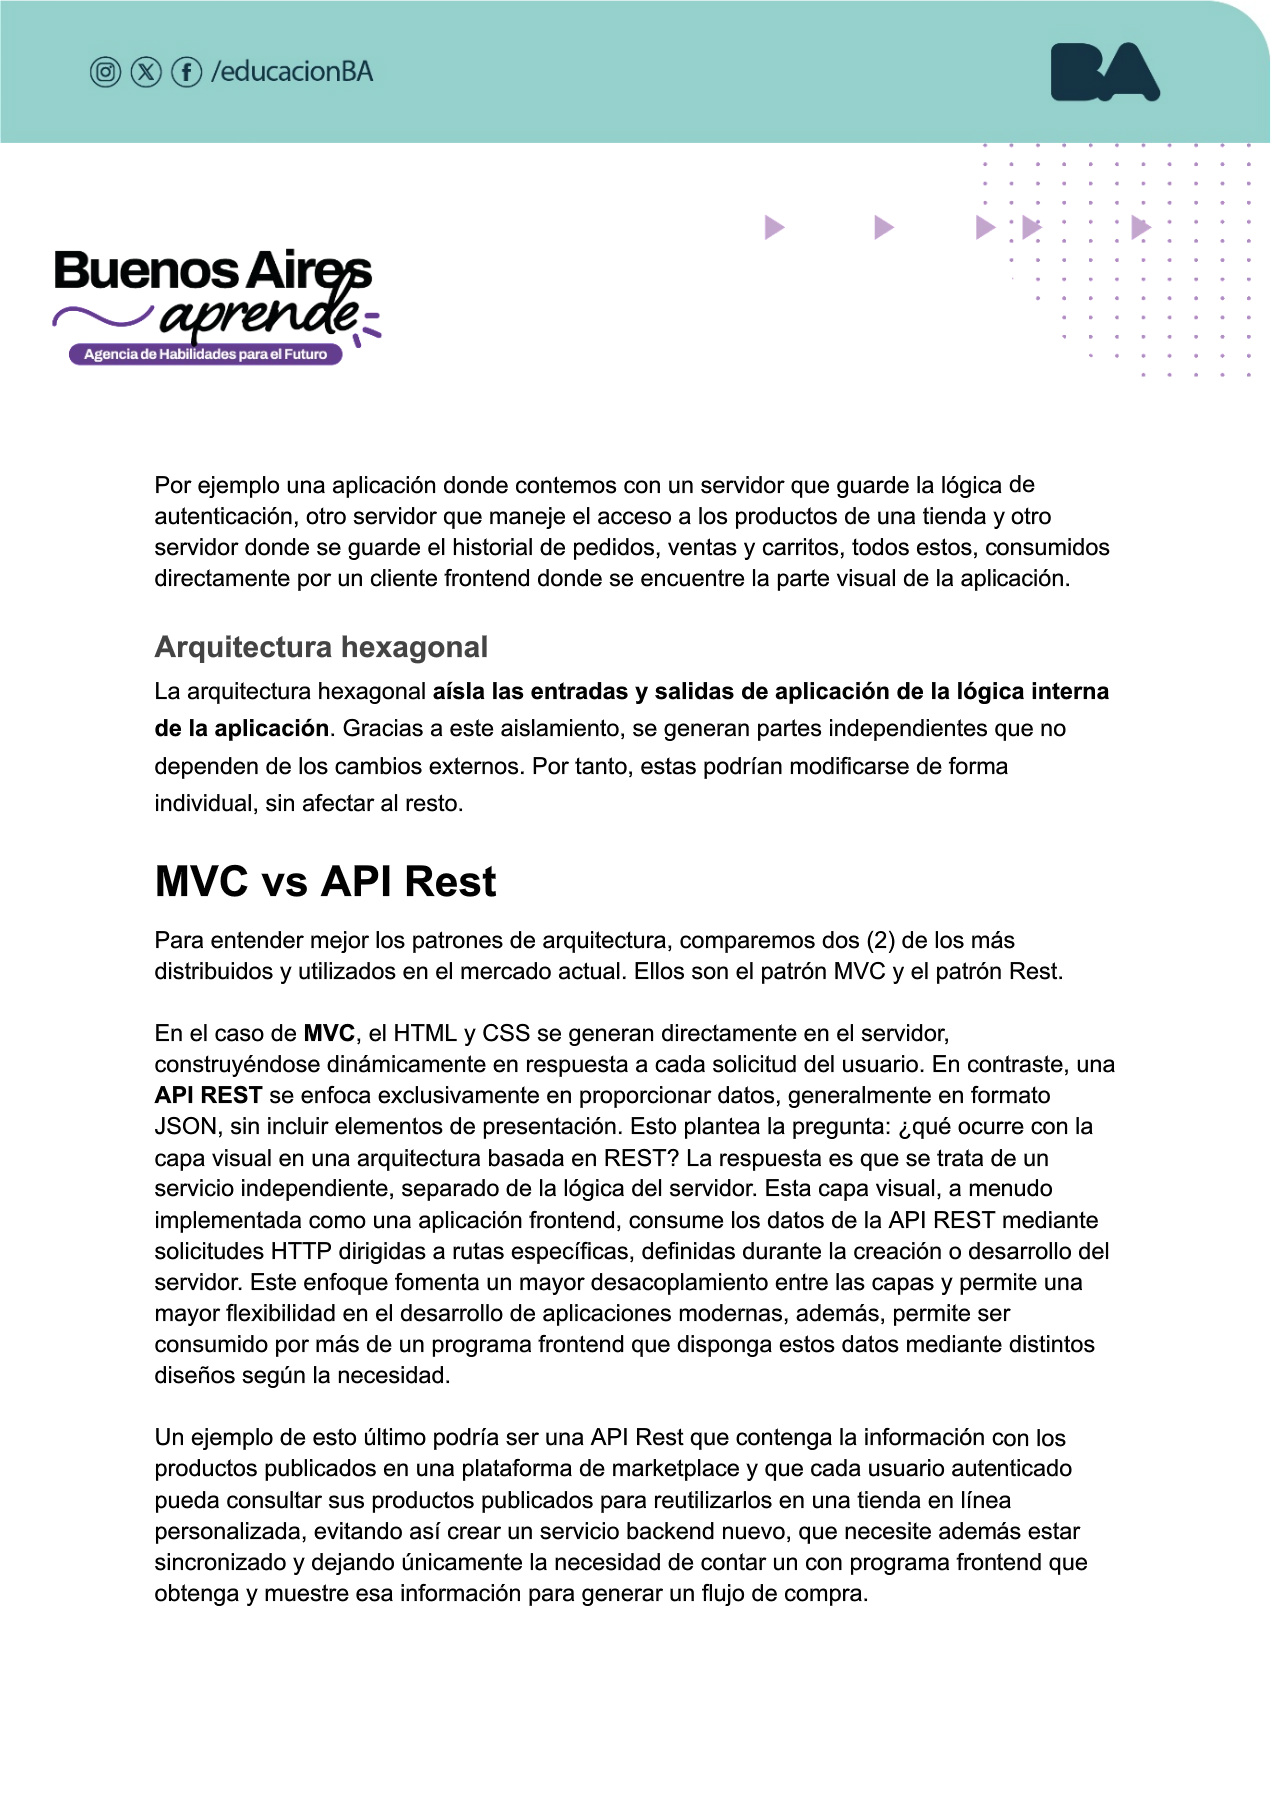 /educacionBA
BA
Buenos Aires
aprende
Agencia de Habilidades para el Futuro
Por ejemplo una aplicación donde contemos con un servidor que guarde la lógica de
autenticación, otro servidor que maneje el acceso a los productos de una tienda y otro
servidor donde se guarde el historial de pedidos, ventas y carritos, todos estos, consumidos
directamente por un cliente frontend donde se encuentre la parte visual de la aplicación.
Arquitectura hexagonal
La arquitectura hexagonal aísla las entradas y salidas de aplicación de la lógica interna
de la aplicación. Gracias a este aislamiento, se generan partes independientes que no
dependen de los cambios externos. Por tanto, estas podrían modificarse de forma
individual, sin afectar al resto.
MVC vs API Rest
Para entender mejor los patrones de arquitectura, comparemos dos (2) de los más
distribuidos y utilizados en el mercado actual. Ellos son el patrón MVC y el patrón Rest.
En el caso de MVC, el HTML y CSS se generan directamente en el servidor,
construyéndose dinámicamente en respuesta a cada solicitud del usuario. En contraste, una
API REST se enfoca exclusivamente en proporcionar datos, generalmente en formato
JSON, sin incluir elementos de presentación. Esto plantea la pregunta: ¿qué ocurre con la
capa visual en una arquitectura basada en REST? La respuesta es que se trata de un
servicio independiente, separado de la lógica del servidor. Esta capa visual, a menudo
implementada como una aplicación frontend, consume los datos de la API REST mediante
solicitudes HTTP dirigidas a rutas específicas, definidas durante la creación o desarrollo del
servidor. Este enfoque fomenta un mayor desacoplamiento entre las capas y permite una
mayor flexibilidad en el desarrollo de aplicaciones modernas, además, permite ser
consumido por más de un programa frontend que disponga estos datos mediante distintos
diseños según la necesidad.
Un ejemplo de esto último podría ser una API Rest que contenga la información con los
productos publicados en una plataforma de marketplace y que cada usuario autenticado
pueda consultar sus productos publicados para reutilizarlos en una tienda en línea
personalizada, evitando así crear un servicio backend nuevo, que necesite además estar
sincronizado y dejando únicamente la necesidad de contar un con programa frontend que
obtenga y muestre esa información para generar un flujo de compra.